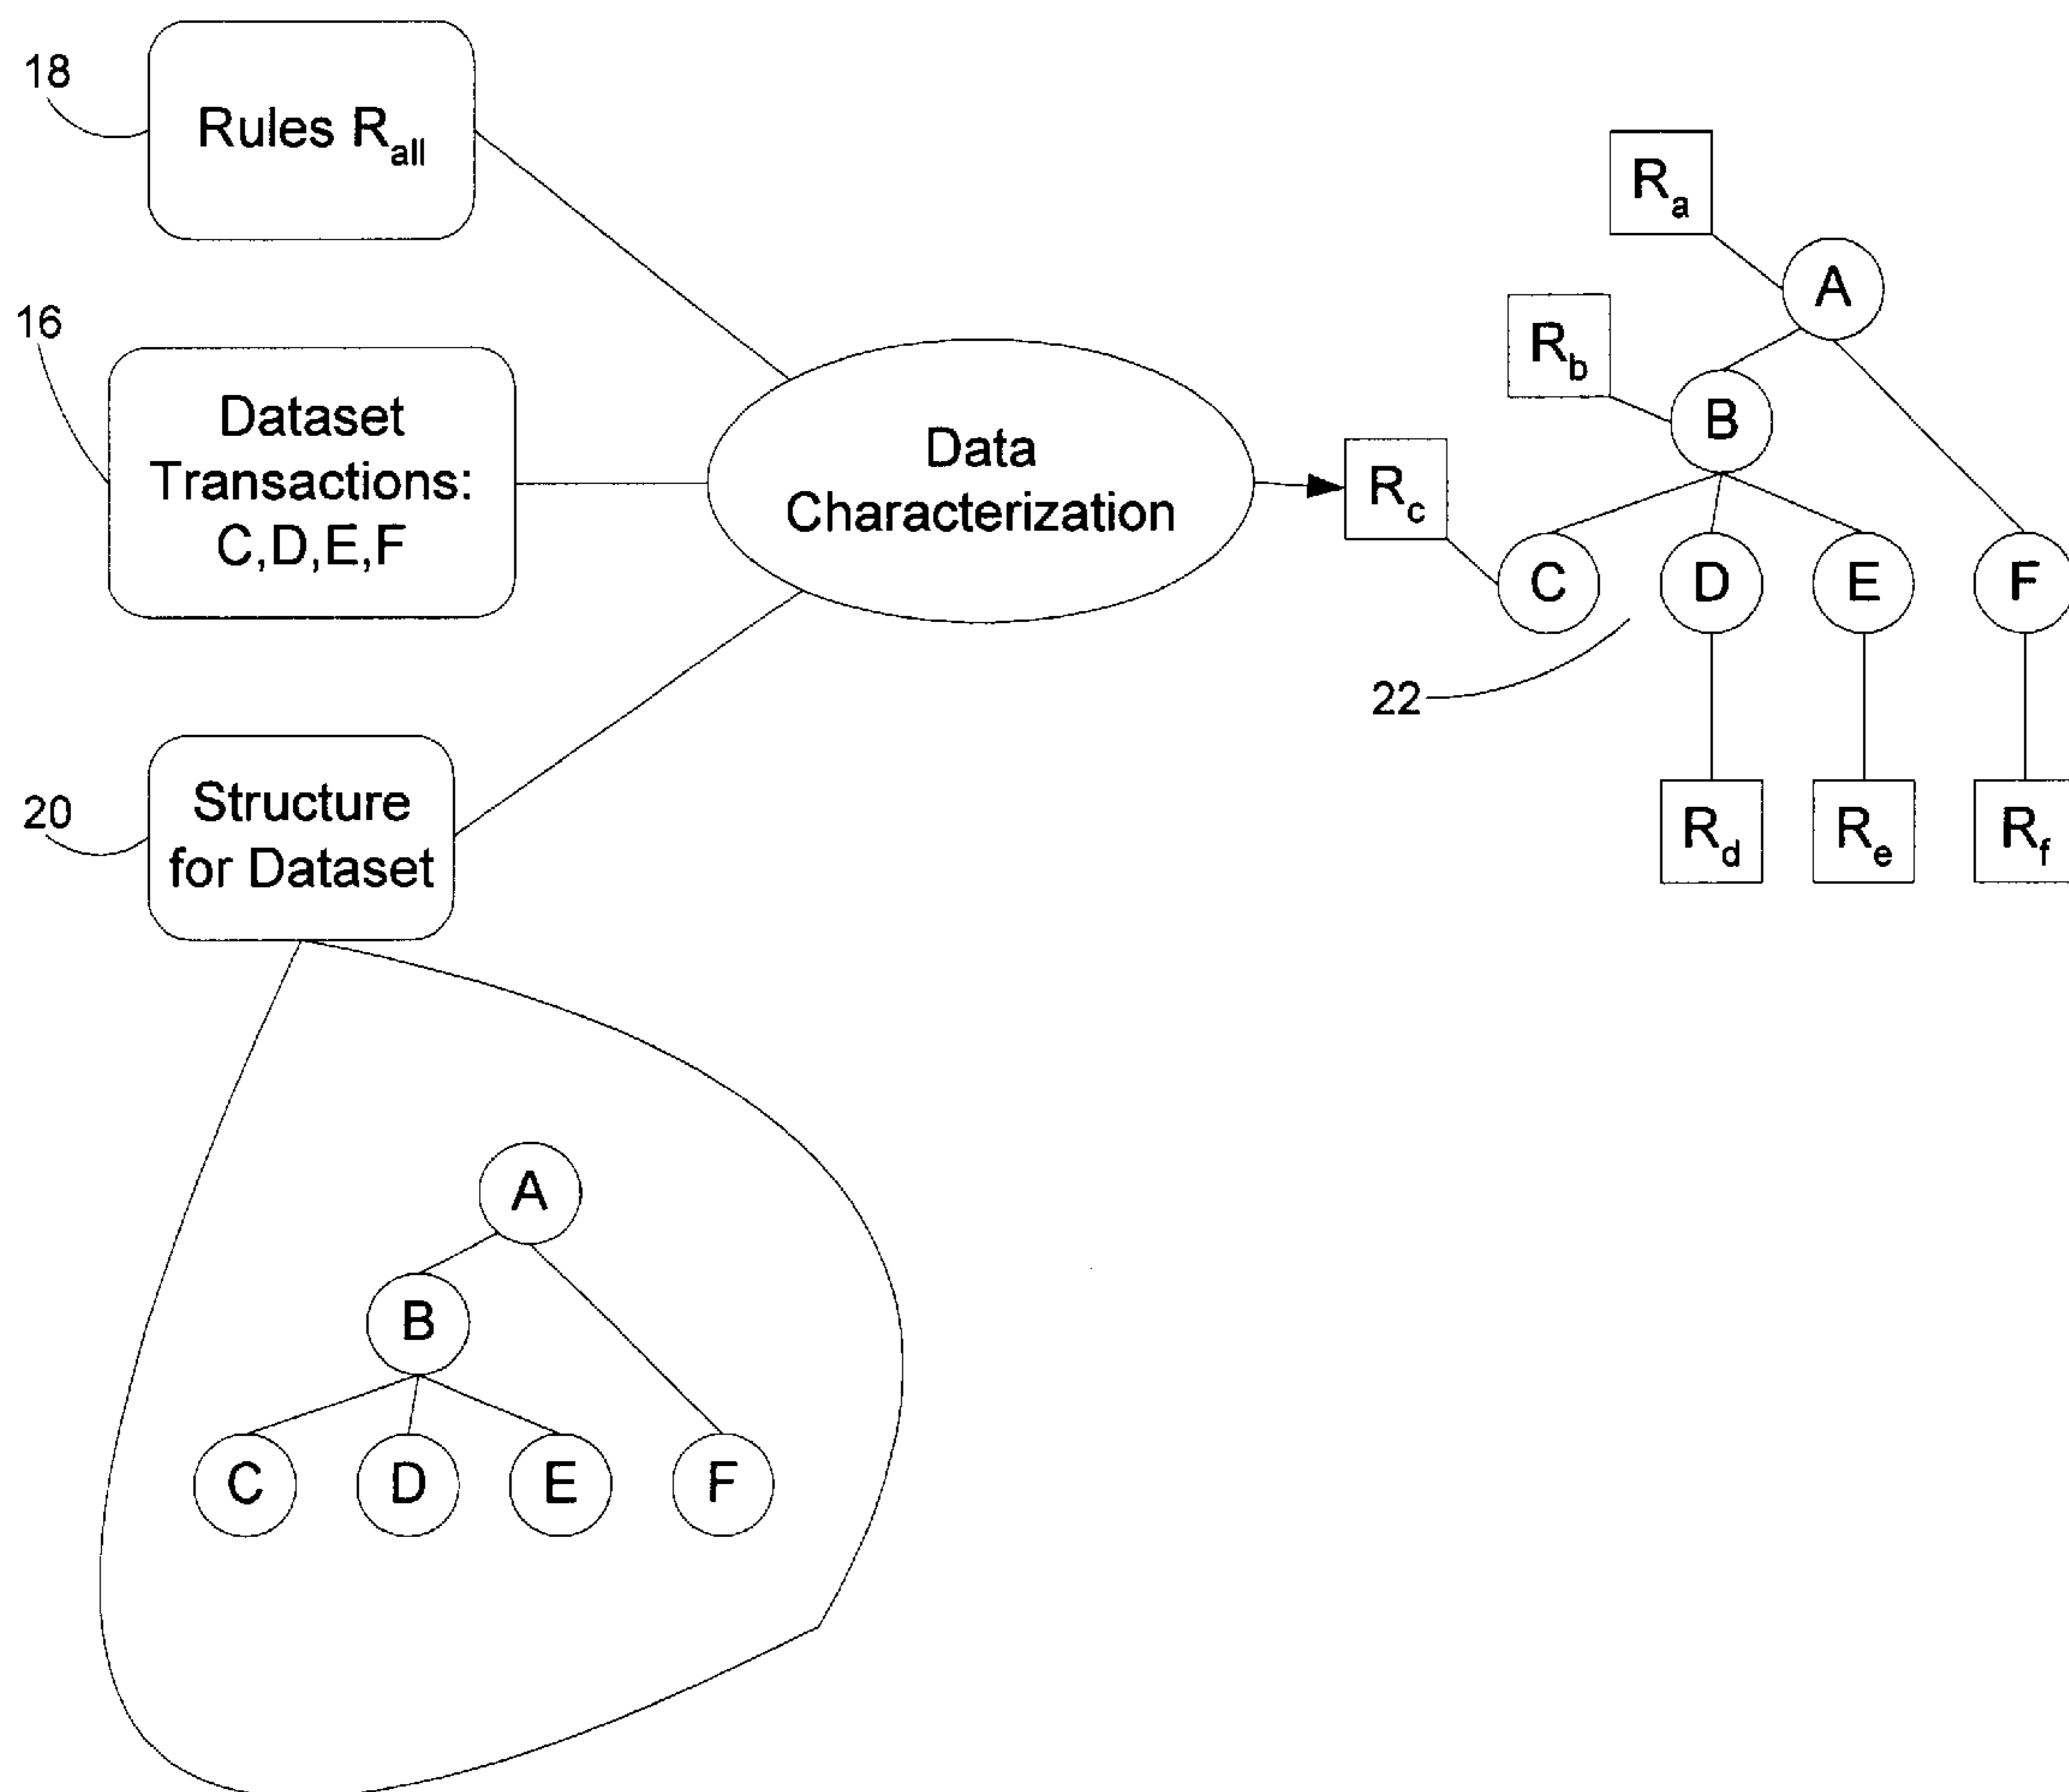 18
Rules R_all
16
Dataset
Transactions:
C,D,E,F
Data
Characterization
20
Structure
for Dataset
A
B
C D E F
R_a
A
R_b
B
R_c
C D E F
22
R_d R_e R_f